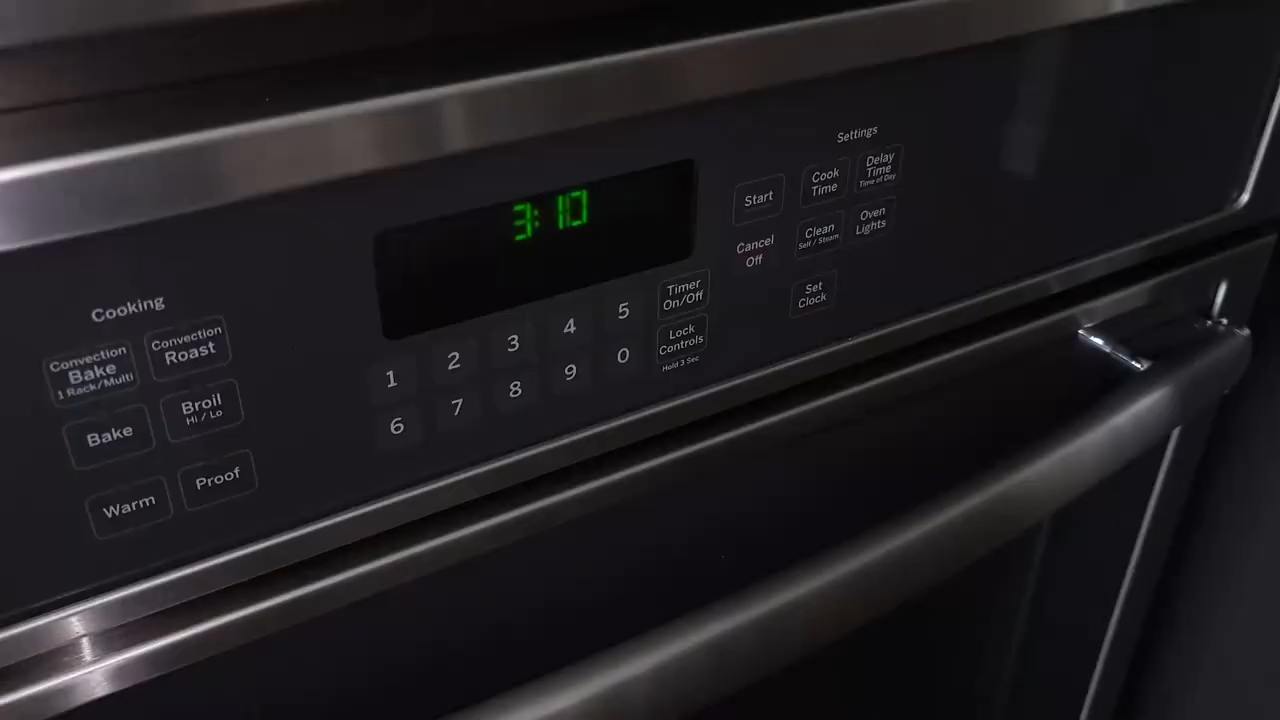 3:10
Settings
Start
Cook
Time
Delay
Time
Time of Day
Cancel
Off
Clean
Self / Steam
Oven
Lights
Set
Clock
Cooking
Convection
Bake
1 Rack/Multi
Convection
Roast
Bake
Broil
Hi / Lo
Warm
Proof
1 2 3 4 5
6 7 8 9 0
Timer
On/Off
Lock
Controls
Hold 3 Sec